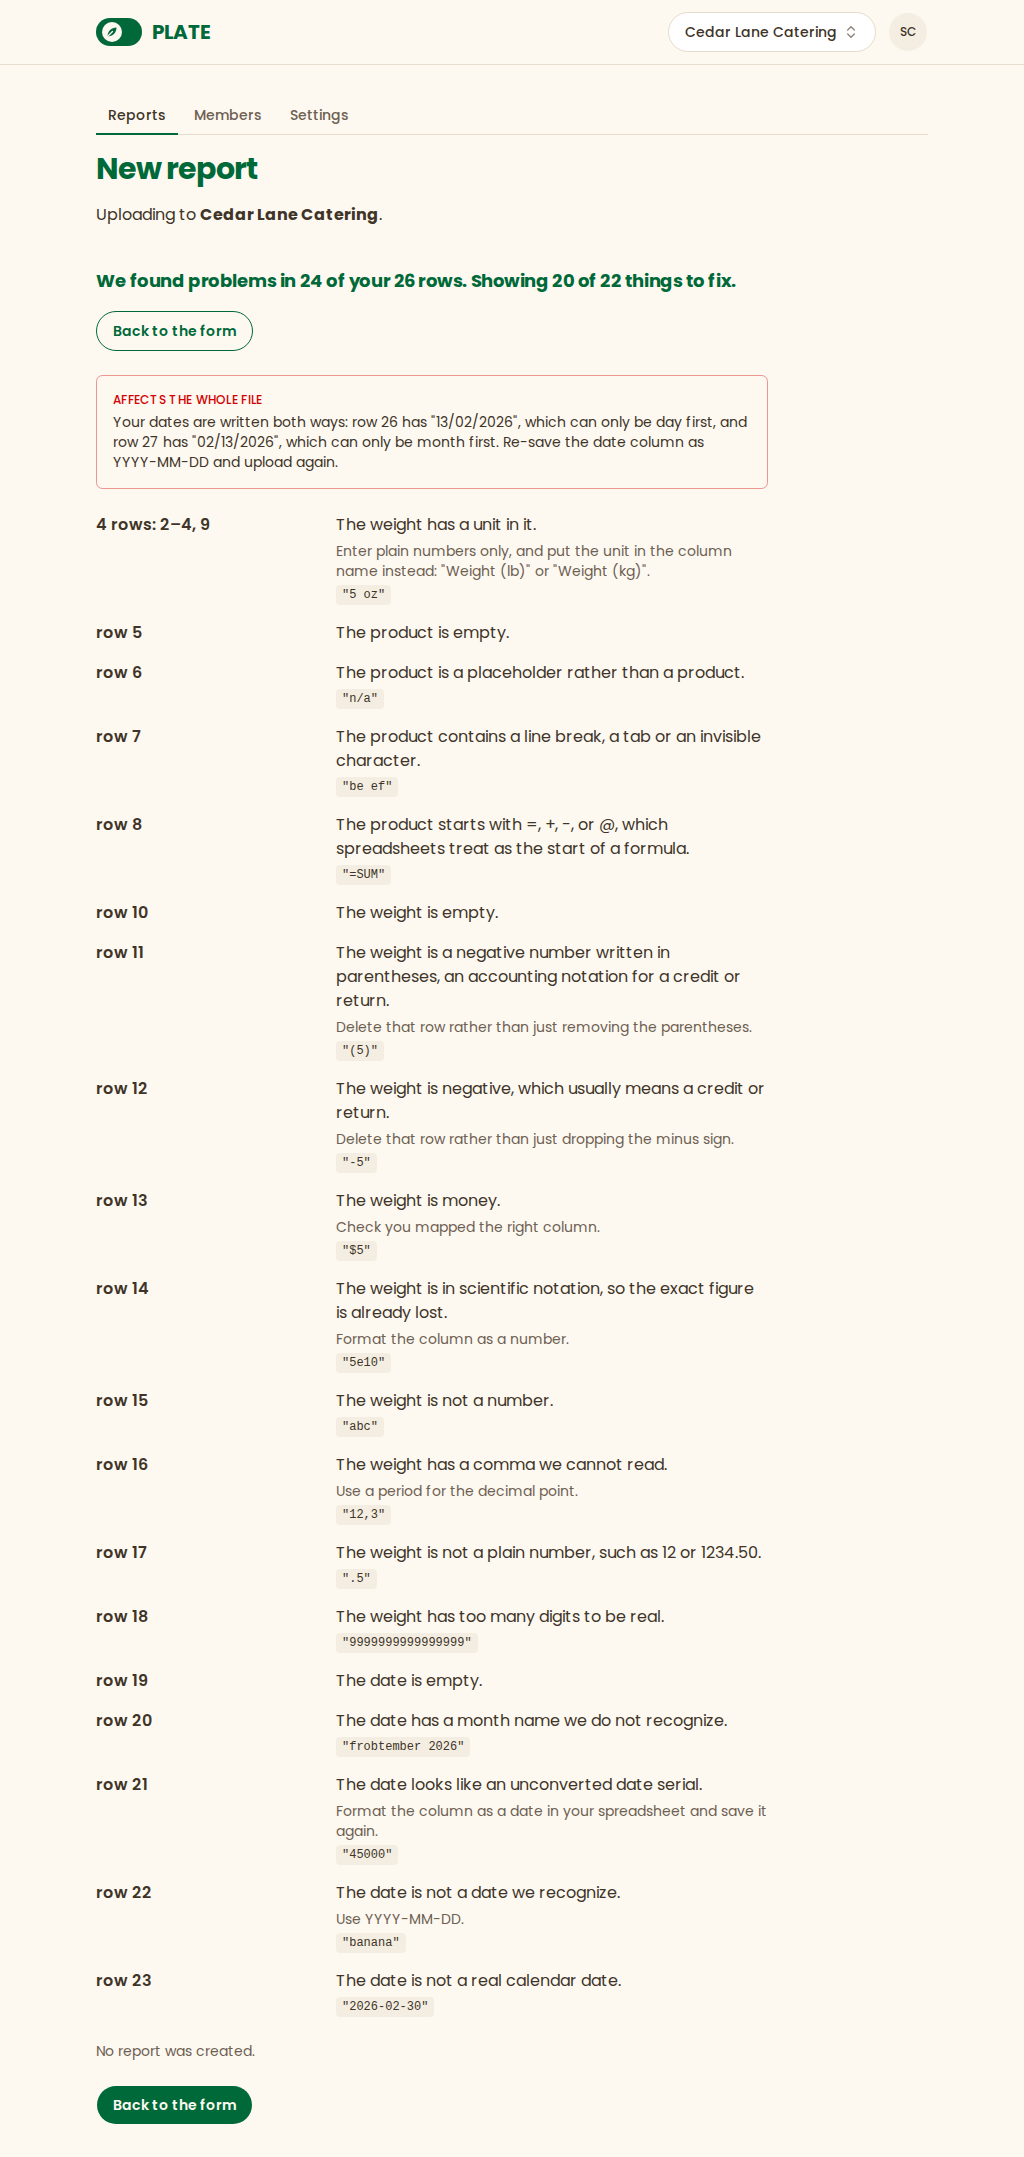 PLATE
Cedar Lane Catering
SC
Reports
Members
Settings
New report
Uploading to Cedar Lane Catering.
We found problems in 24 of your 26 rows. Showing 20 of 22 things to fix.
Back to the form
AFFECTS THE WHOLE FILE
Your dates are written both ways: row 26 has "13/02/2026", which can only be day first, and
row 27 has "02/13/2026", which can only be month first. Re-save the date column as
YYYY-MM-DD and upload again.
4 rows: 2–4, 9
The weight has a unit in it.
Enter plain numbers only, and put the unit in the column
name instead: "Weight (lb)" or "Weight (kg)".
"5 oz"
row 5
The product is empty.
row 6
The product is a placeholder rather than a product.
"n/a"
row 7
The product contains a line break, a tab or an invisible
character.
"be ef"
row 8
The product starts with =, +, -, or @, which
spreadsheets treat as the start of a formula.
"=SUM"
row 10
The weight is empty.
row 11
The weight is a negative number written in
parentheses, an accounting notation for a credit or
return.
Delete that row rather than just removing the parentheses.
"(5)"
row 12
The weight is negative, which usually means a credit or
return.
Delete that row rather than just dropping the minus sign.
"-5"
row 13
The weight is money.
Check you mapped the right column.
"$5"
row 14
The weight is in scientific notation, so the exact figure
is already lost.
Format the column as a number.
"5e10"
row 15
The weight is not a number.
"abc"
row 16
The weight has a comma we cannot read.
Use a period for the decimal point.
"12,3"
row 17
The weight is not a plain number, such as 12 or 1234.50.
".5"
row 18
The weight has too many digits to be real.
"9999999999999999"
row 19
The date is empty.
row 20
The date has a month name we do not recognize.
"frobtember 2026"
row 21
The date looks like an unconverted date serial.
Format the column as a date in your spreadsheet and save it
again.
"45000"
row 22
The date is not a date we recognize.
Use YYYY-MM-DD.
"banana"
row 23
The date is not a real calendar date.
"2026-02-30"
No report was created.
Back to the form